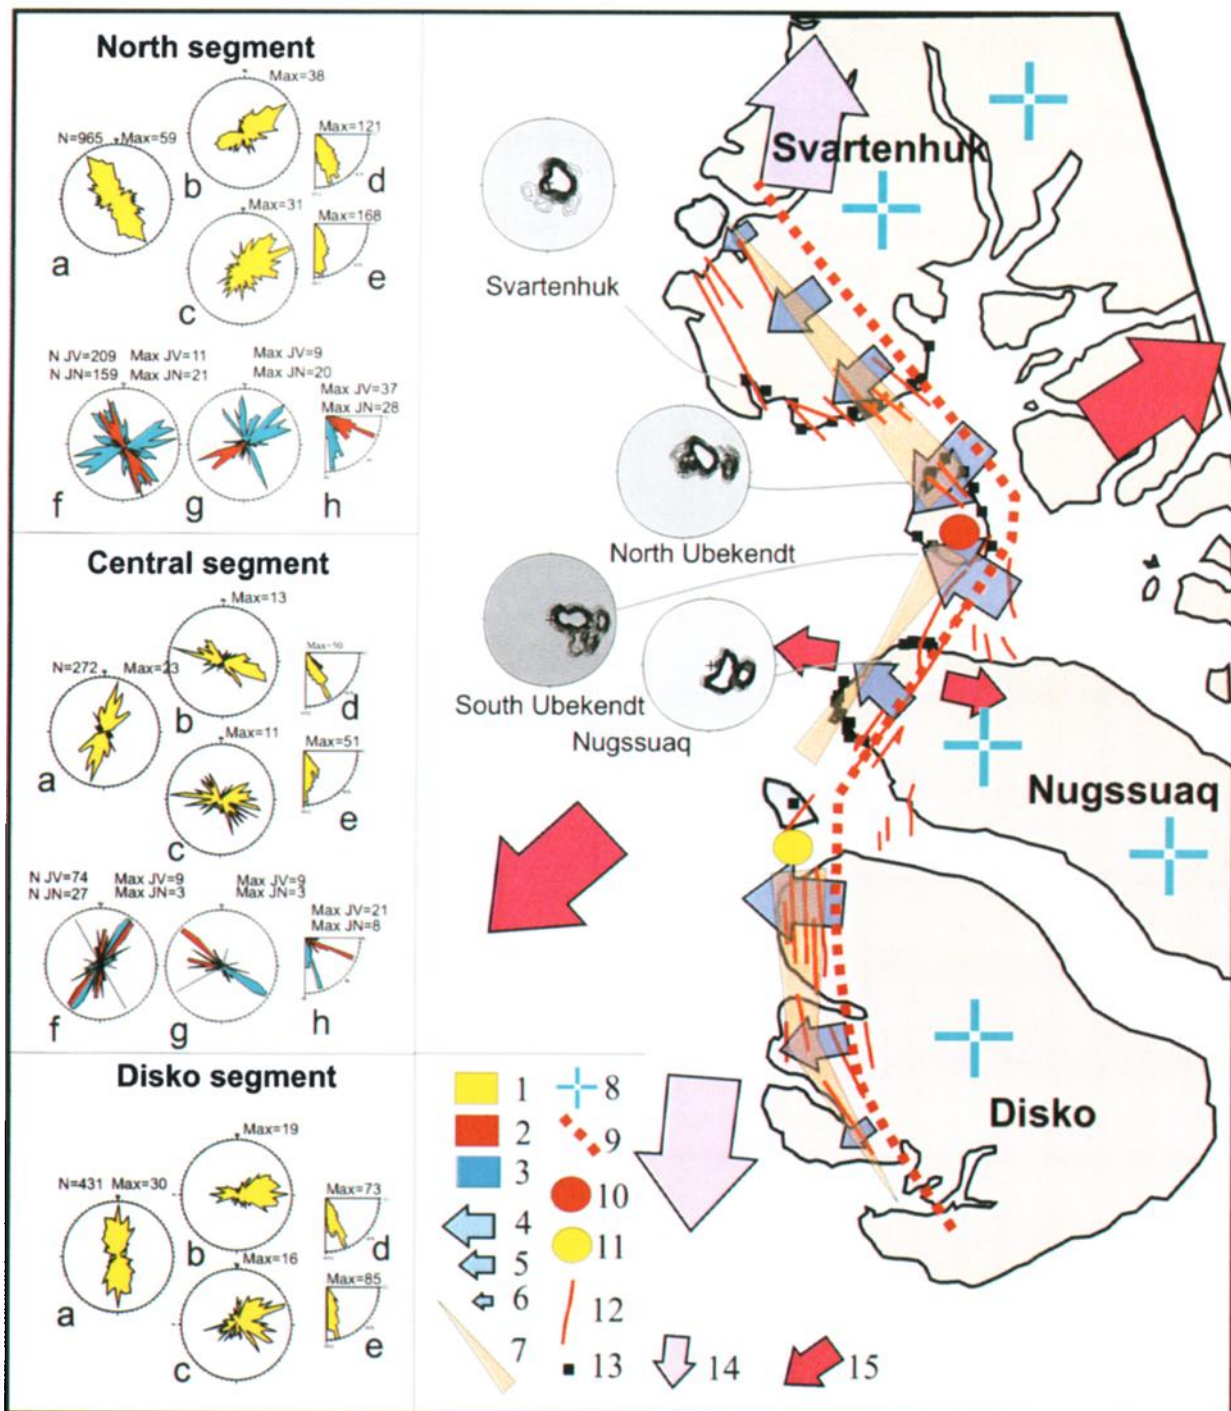 North segment
Max=38
N=965 Max=59
Max=121
a
b
d
Max=31
Max=168
c
e
N JV=209 Max JV=11 Max JV=9
N JN=159 Max JN=21 Max JN=20
Max JV=37
Max JN=28
f
g
h
Central segment
Max=13
N=272 Max=23
Max=50
a
b
d
Max=11
Max=51
c
e
N JV=74 Max JV=9 Max JV=9
N JN=27 Max JN=3 Max JN=3
Max JV=21
Max JN=8
f
g
h
Disko segment
Max=19
N=431 Max=30
Max=73
a
b
d
Max=16
Max=85
c
e
Svartenhuk
Svartenhuk
North Ubekendt
South Ubekendt
Nugssuaq
Nugssuaq
Disko
1
2
3
4
5
6
7
8
9
10
11
12
13
14
15